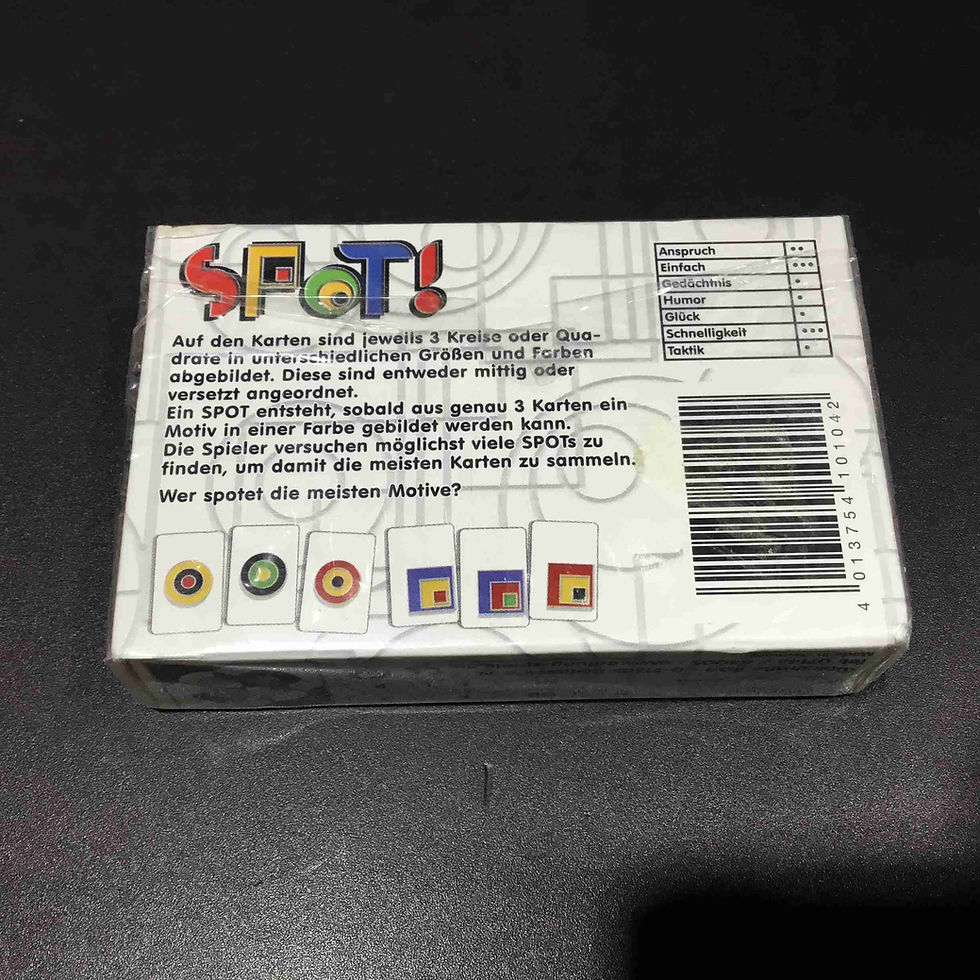 SPOT!
Auf den Karten sind jeweils 3 Kreise oder Qua-
drate in unterschiedlichen Größen und Farben
abgebildet. Diese sind entweder mittig oder
versetzt angeordnet.
Ein SPOT entsteht, sobald aus genau 3 Karten ein
Motiv in einer Farbe gebildet werden kann.
Die Spieler versuchen möglichst viele SPOTs zu
finden, um damit die meisten Karten zu sammeln.
Wer spotet die meisten Motive?
Anspruch
Einfach
Gedächtnis
Humor
Glück
Schnelligkeit
Taktik
4 013754 101042